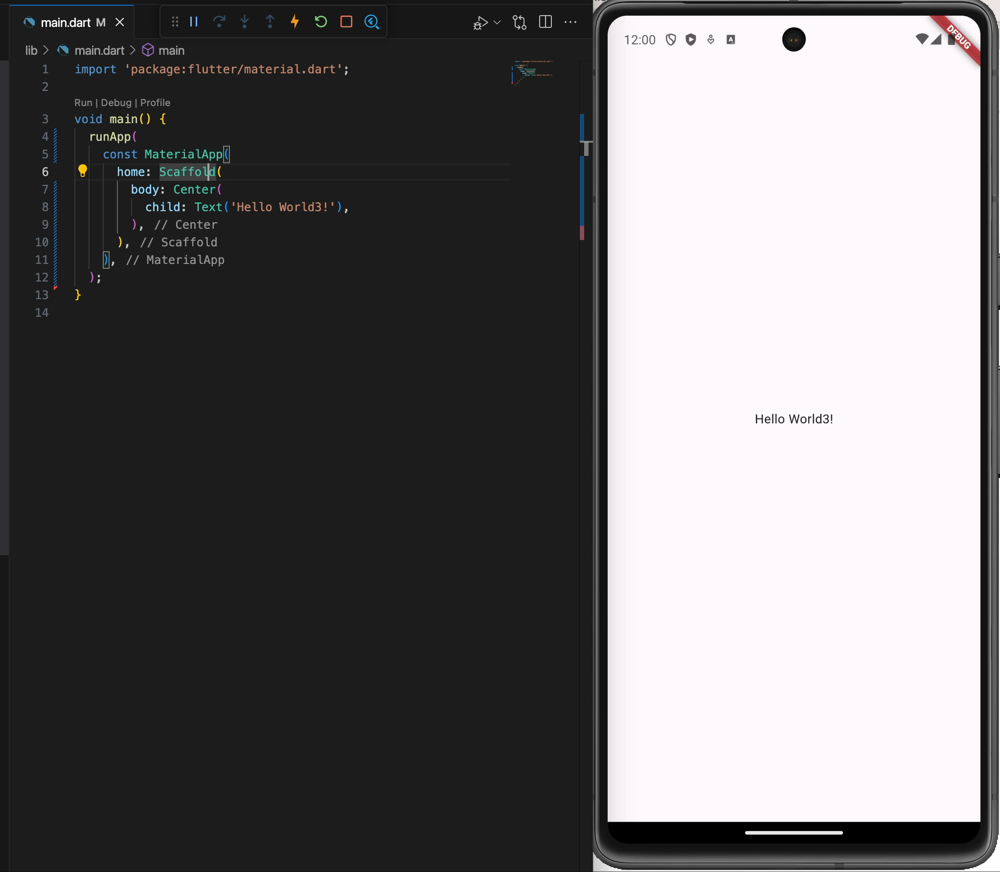 main.dart M
lib > main.dart > main
1 import 'package:flutter/material.dart';
2
Run | Debug | Profile
3 void main() {
4 runApp(
5 const MaterialApp(
6 home: Scaffold(
7 body: Center(
8 child: Text('Hello World3!'),
9 ), // Center
10 ), // Scaffold
11 ), // MaterialApp
12 );
13 }
14
12:00
A
DEBUG
Hello World3!